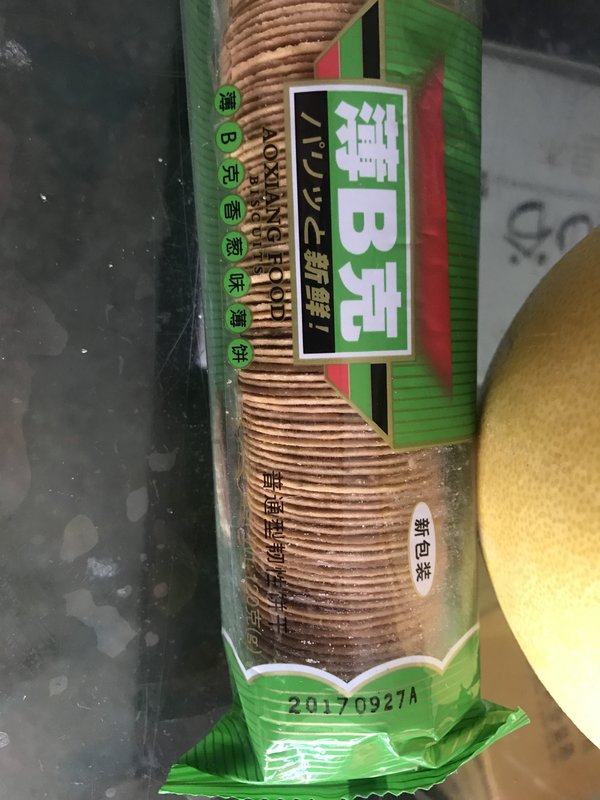 薄B克
パリッと新鮮!
AOXIANG FOOD
BISCUITS
薄B克香葱味薄饼
新包装
普通型韧性饼干
20170927A